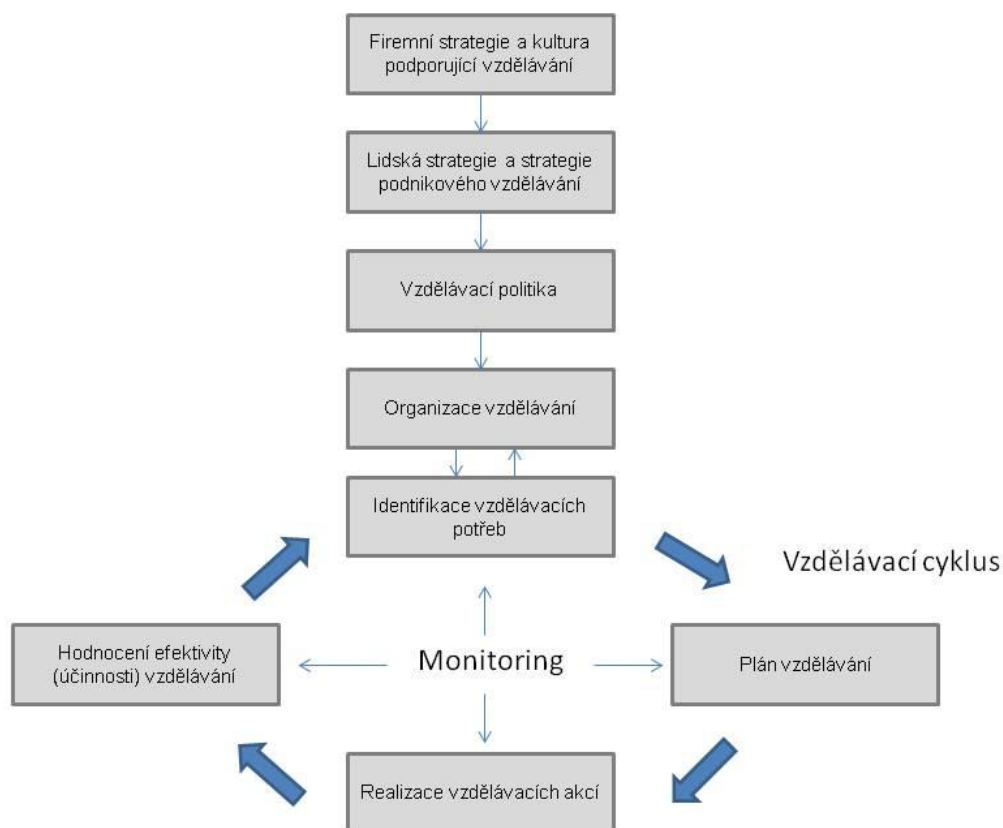 Firemní strategie a kultura
podporující vzdělávání
Lidská strategie a strategie
podnikového vzdělávání
Vzdělávací politika
Organizace vzdělávání
Identifikace vzdělávacích
potřeb
Vzdělávací cyklus
Hodnocení efektivity
(účinnosti) vzdělávání
Monitoring
Plán vzdělávání
Realizace vzdělávacích akcí